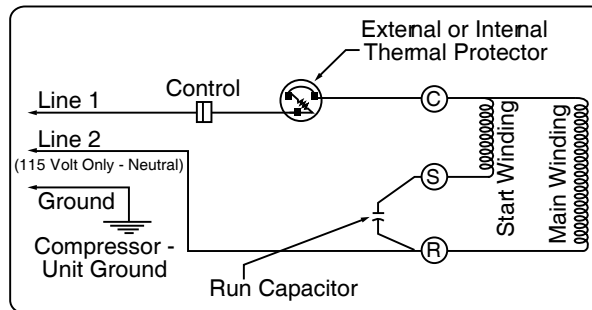 External or Internal
Thermal Protector
Control
Line 1
C
Line 2
(115 Volt Only - Neutral)
S
Start Winding
Main Winding
Ground
R
Compressor -
Unit Ground
Run Capacitor